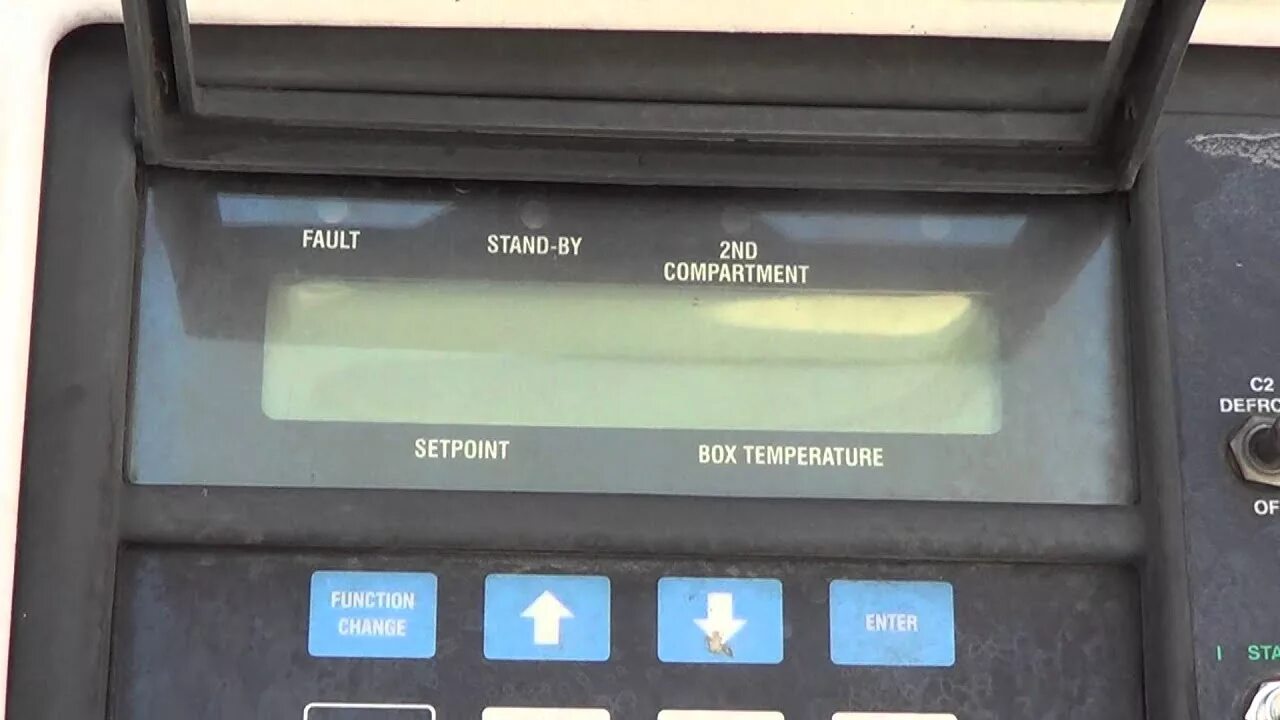 FAULT
STAND-BY
2ND
COMPARTMENT
SETPOINT
BOX TEMPERATURE
C2
OF
FUNCTION
CHANGE
ENTER
I